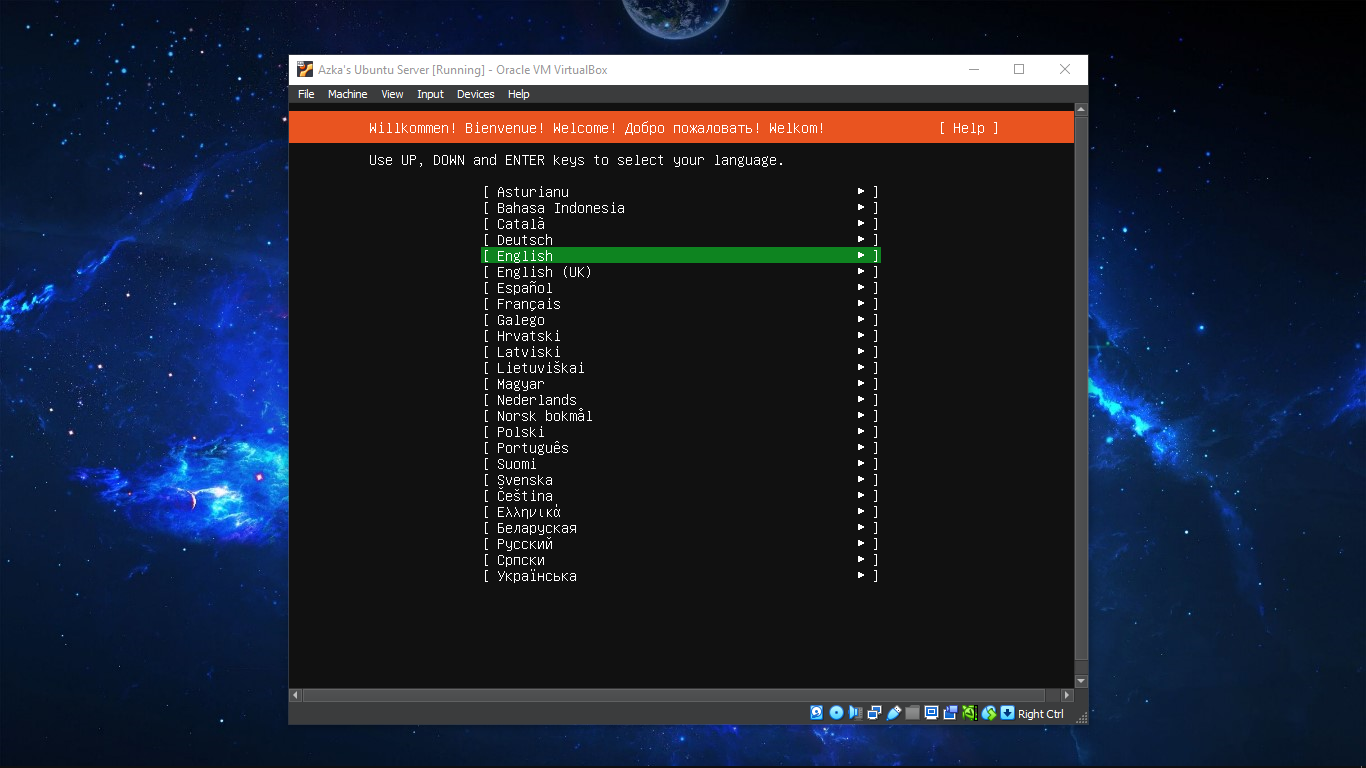 Azka's Ubuntu Server [Running] - Oracle VM VirtualBox
File Machine View Input Devices Help
Willkommen! Bienvenue! Welcome! Добро пожаловать! Welkom! [ Help ]
Use UP, DOWN and ENTER keys to select your language.
[ Asturianu ► ]
[ Bahasa Indonesia ► ]
[ Català ► ]
[ Deutsch ► ]
[ English ► ]
[ English (UK) ► ]
[ Español ► ]
[ Français ► ]
[ Galego ► ]
[ Hrvatski ► ]
[ Latviski ► ]
[ Lietuviškai ► ]
[ Magyar ► ]
[ Nederlands ► ]
[ Norsk bokmål ► ]
[ Polski ► ]
[ Português ► ]
[ Suomi ► ]
[ Svenska ► ]
[ Čeština ► ]
[ Ελληνικά ► ]
[ Беларуская ► ]
[ Русский ► ]
[ Српски ► ]
[ Українська ► ]
Right Ctrl